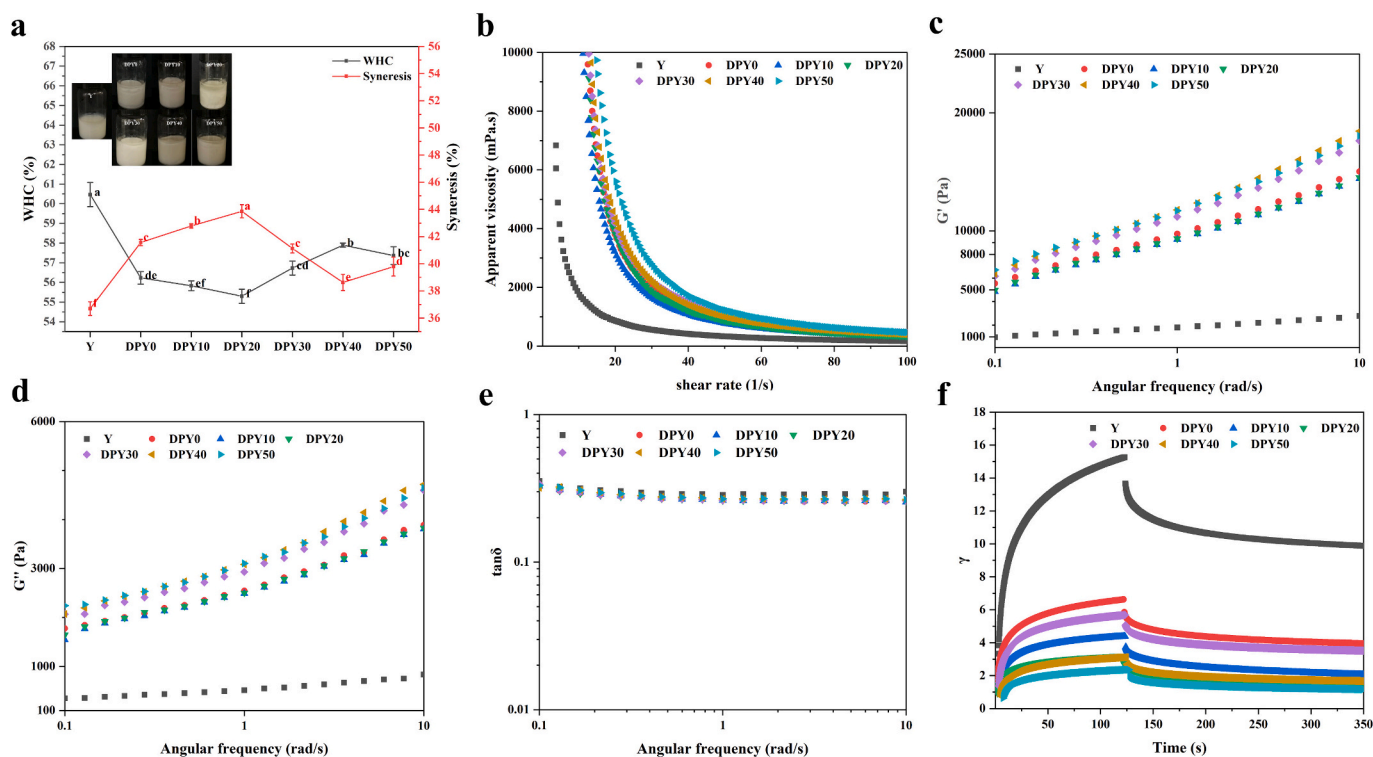 a
68
67
66
65
64
63
62
61
60
59
58
57
56
55
54
WHC (%)
56
54
52
50
48
46
44
42
40
38
36
Syneresis (%)
WHC
Syneresis
Y
DPY0
DPY10
DPY30
DPY40
DPY50
a
de
ef
f
cd
b
bc
f
c
b
a
c
e
d
Y DPY0 DPY10 DPY20 DPY30 DPY40 DPY50
b
10000
8000
6000
4000
2000
0
Apparent viscosity (mPa.s)
Y DPY0 DPY10 DPY20
DPY30 DPY40 DPY50
20 40 60 80 100
shear rate (1/s)
c
25000
20000
10000
8000
5000
1000
G' (Pa)
Y DPY0 DPY10 DPY20
DPY30 DPY40 DPY50
0.1 1 10
Angular frequency (rad/s)
d
6000
3000
1000
100
G'' (Pa)
Y DPY0 DPY10 DPY20
DPY30 DPY40 DPY50
0.1 1 10
Angular frequency (rad/s)
e
1
0.1
0.01
tanδ
Y DPY0 DPY10 DPY20
DPY30 DPY40 DPY50
0.1 1 10
Angular frequency (rad/s)
f
18
16
14
12
10
8
6
4
2
0
γ
Y DPY0 DPY10 DPY20
DPY30 DPY40 DPY50
50 100 150 200 250 300 350
Time (s)